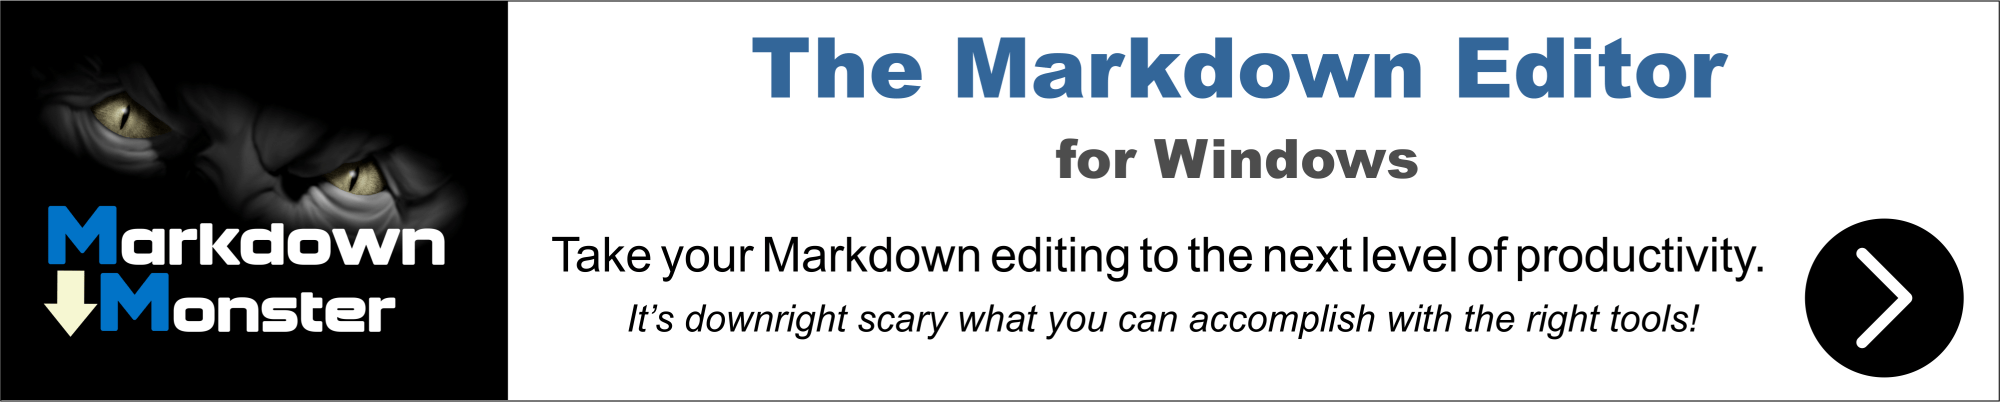 Markdown
Monster
The Markdown Editor
for Windows
Take your Markdown editing to the next level of productivity.
It’s downright scary what you can accomplish with the right tools!